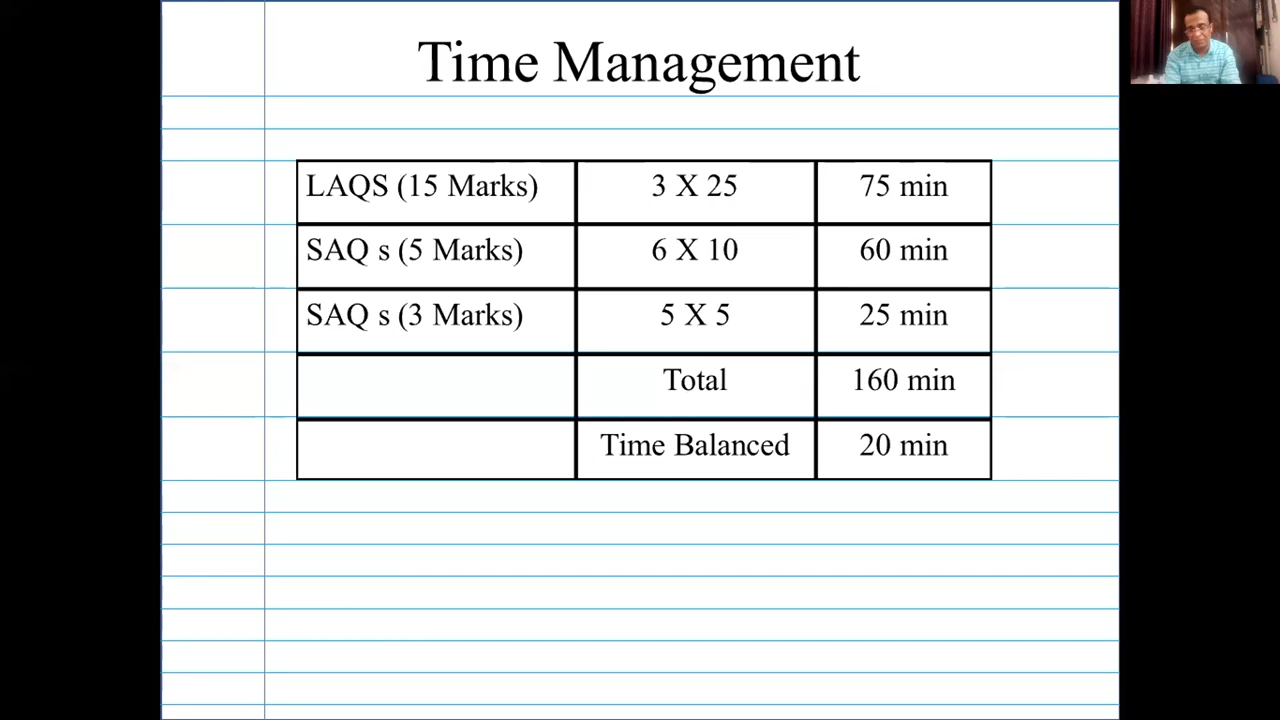 Time Management
LAQS (15 Marks) 3 X 25 75 min
SAQ s (5 Marks) 6 X 10 60 min
SAQ s (3 Marks) 5 X 5 25 min
Total 160 min
Time Balanced 20 min